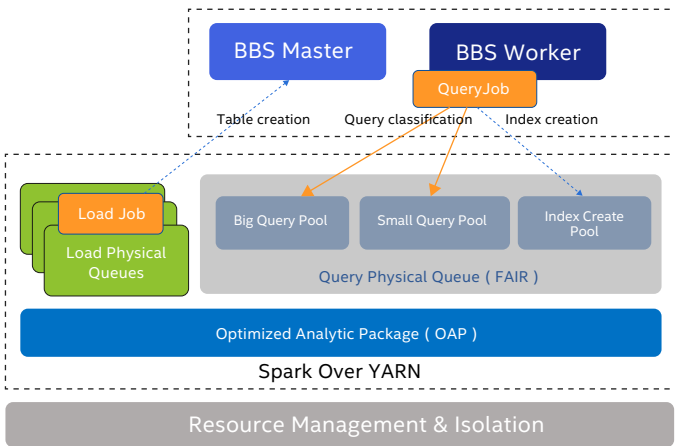 BBS Master
BBS Worker
QueryJob
Table creation
Query classification
Index creation
Load Job
Load Physical
Queues
Big Query Pool
Small Query Pool
Index Create
Pool
Query Physical Queue ( FAIR )
Optimized Analytic Package ( OAP )
Spark Over YARN
Resource Management & Isolation